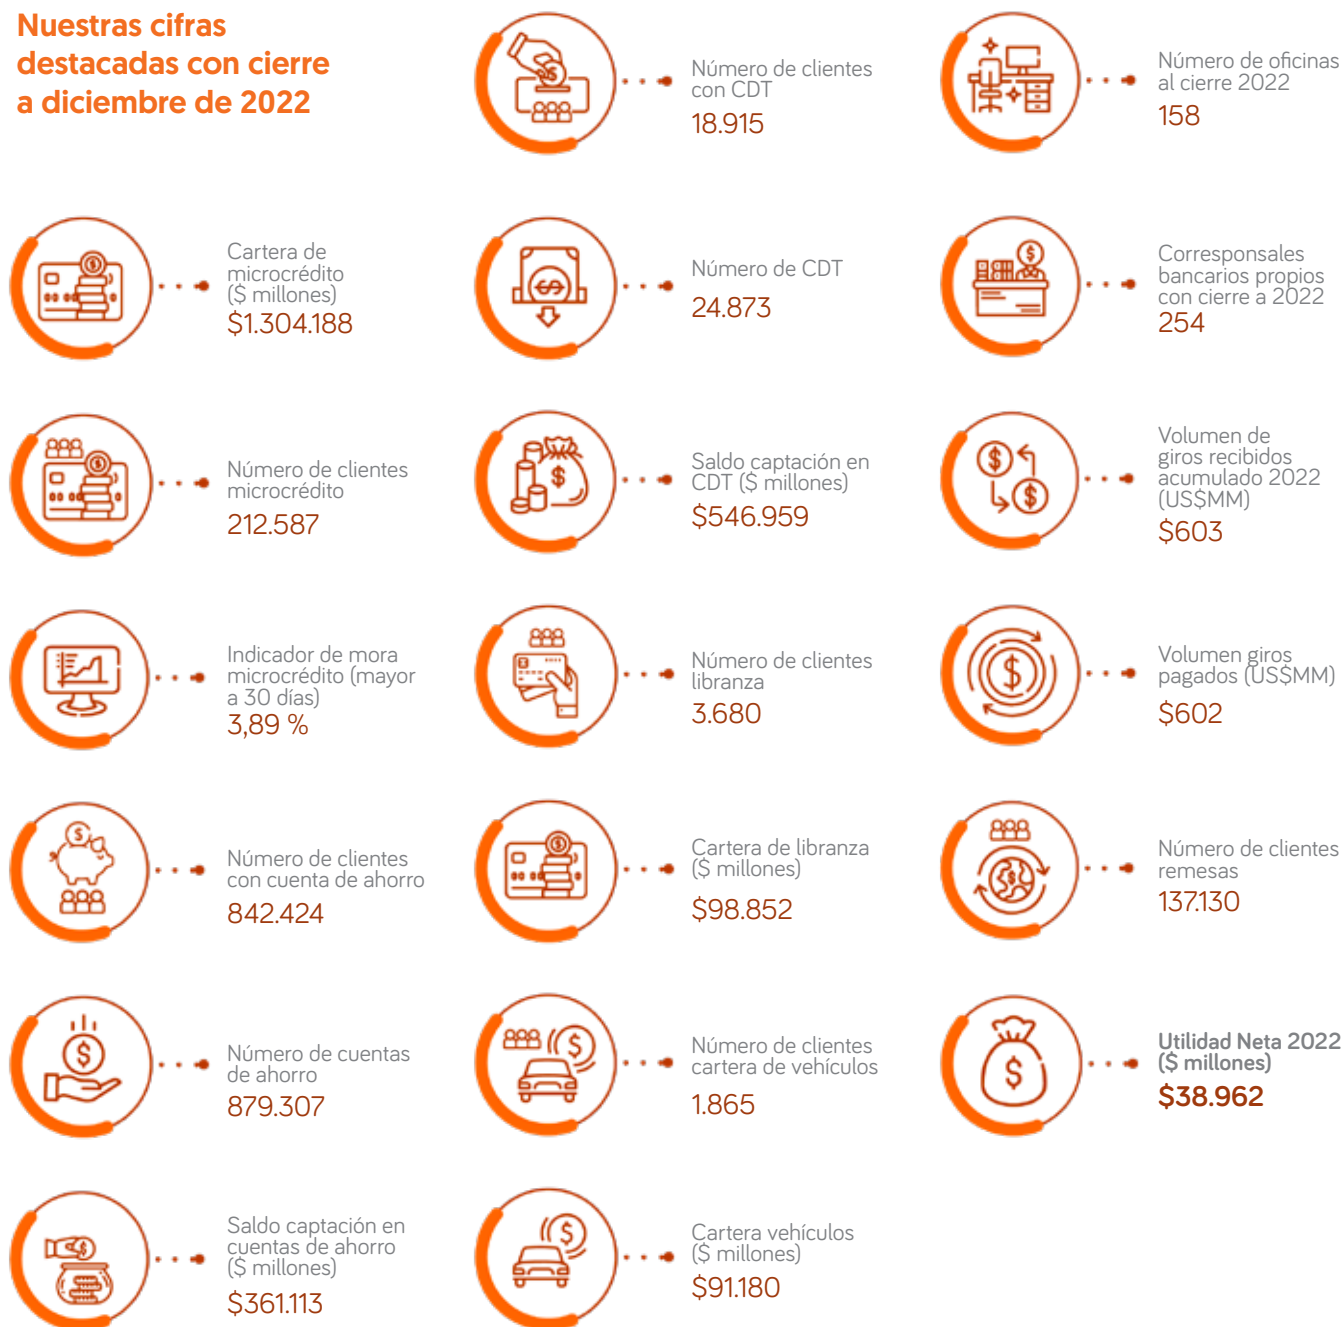 Nuestras cifras
destacadas con cierre
a diciembre de 2022
Cartera de
microcrédito
($ millones)
$1.304.188
Número de clientes
microcrédito
212.587
Indicador de mora
microcrédito (mayor
a 30 días)
3,89 %
Número de clientes
con cuenta de ahorro
842.424
Número de cuentas
de ahorro
879.307
Saldo captación en
cuentas de ahorro
($ millones)
$361.113
Número de clientes
con CDT
18.915
Número de CDT
24.873
Saldo captación en
CDT ($ millones)
$546.959
Número de clientes
libranza
3.680
Cartera de libranza
($ millones)
$98.852
Número de clientes
cartera de vehículos
1.865
Cartera vehículos
($ millones)
$91.180
Número de oficinas
al cierre 2022
158
Corresponsales
bancarios propios
con cierre a 2022
254
Volumen de
giros recibidos
acumulado 2022
(US$MM)
$603
Volumen giros
pagados (US$MM)
$602
Número de clientes
remesas
137.130
Utilidad Neta 2022
($ millones)
$38.962